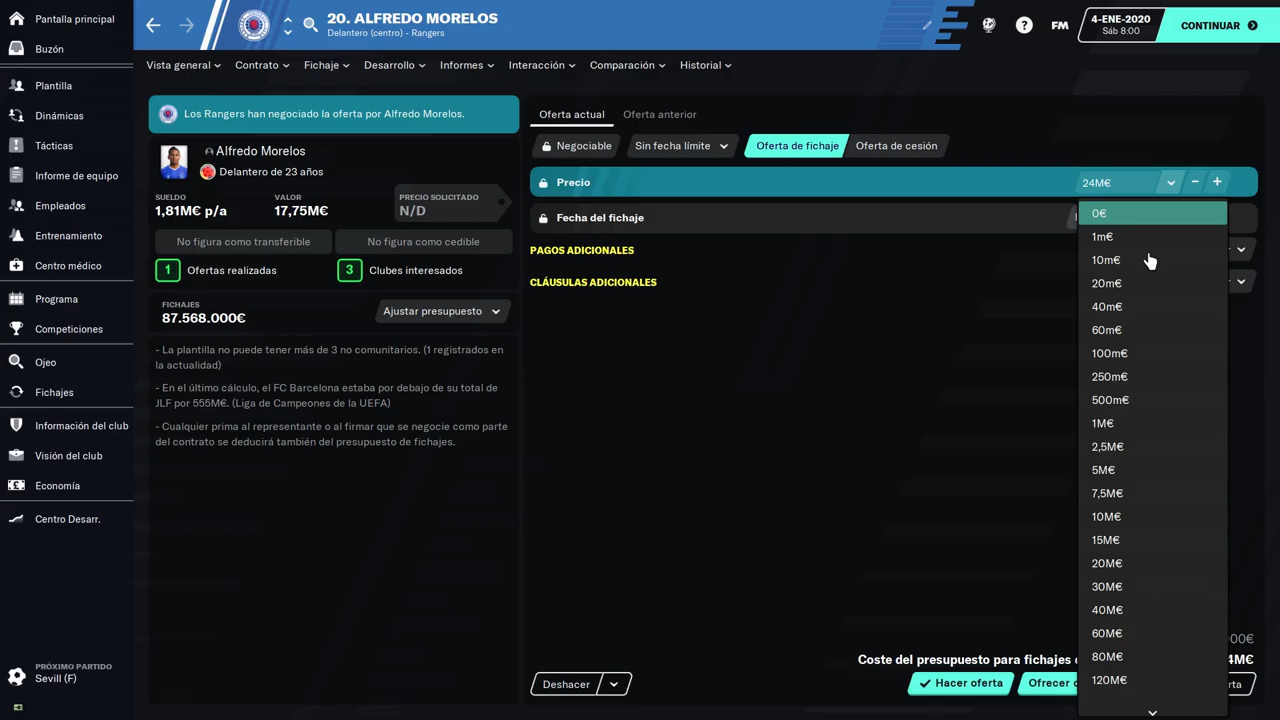 Pantalla principal
Buzón
Plantilla
Dinámicas
Tácticas
Informe de equipo
Empleados
Entrenamiento
Centro médico
Programa
Competiciones
Ojeo
Fichajes
Información del club
Visión del club
Economía
Centro Desarr.
PRÓXIMO PARTIDO
Sevill (F)
20. ALFREDO MORELOS
Delantero (centro) - Rangers
FM
4-ENE-2020
Sáb 8:00
CONTINUAR
Vista general
Contrato
Fichaje
Desarrollo
Informes
Interacción
Comparación
Historial
Los Rangers han negociado la oferta por Alfredo Morelos.
Alfredo Morelos
Delantero de 23 años
SUELDO
1,81M€ p/a
VALOR
17,75M€
PRECIO SOLICITADO
N/D
No figura como transferible
No figura como cedible
1 Ofertas realizadas
3 Clubes interesados
FICHAJES
87.568.000€
Ajustar presupuesto
- La plantilla no puede tener más de 3 no comunitarios. (1 registrados en
la actualidad)
- En el último cálculo, el FC Barcelona estaba por debajo de su total de
JLF por 555M€. (Liga de Campeones de la UEFA)
- Cualquier prima al representante o al firmar que se negocie como parte
del contrato se deducirá también del presupuesto de fichajes.
Oferta actual
Oferta anterior
Negociable
Sin fecha límite
Oferta de fichaje
Oferta de cesión
Precio
24M€
Fecha del fichaje
PAGOS ADICIONALES
CLÁUSULAS ADICIONALES
0€
1m€
10m€
20m€
40m€
60m€
100m€
250m€
500m€
1M€
2,5M€
5M€
7,5M€
10M€
15M€
20M€
30M€
40M€
60M€
80M€
120M€
Coste del presupuesto para fichajes
Deshacer
Hacer oferta
Ofrecer